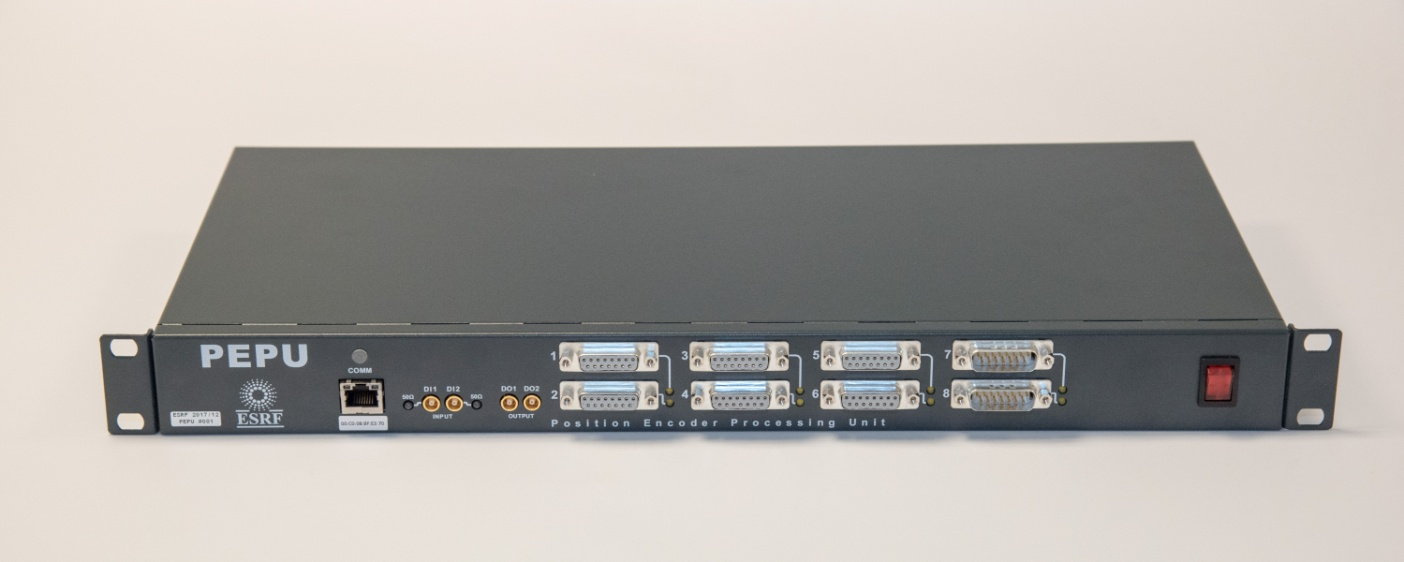 PEPU
ESRF
ESRF 2017/12
PEPU #001
COMM
50Ω DI1 DI2 50Ω
INPUT
DO1 DO2
OUTPUT
1 3 5 7
2 4 6 8
Position Encoder Processing Unit